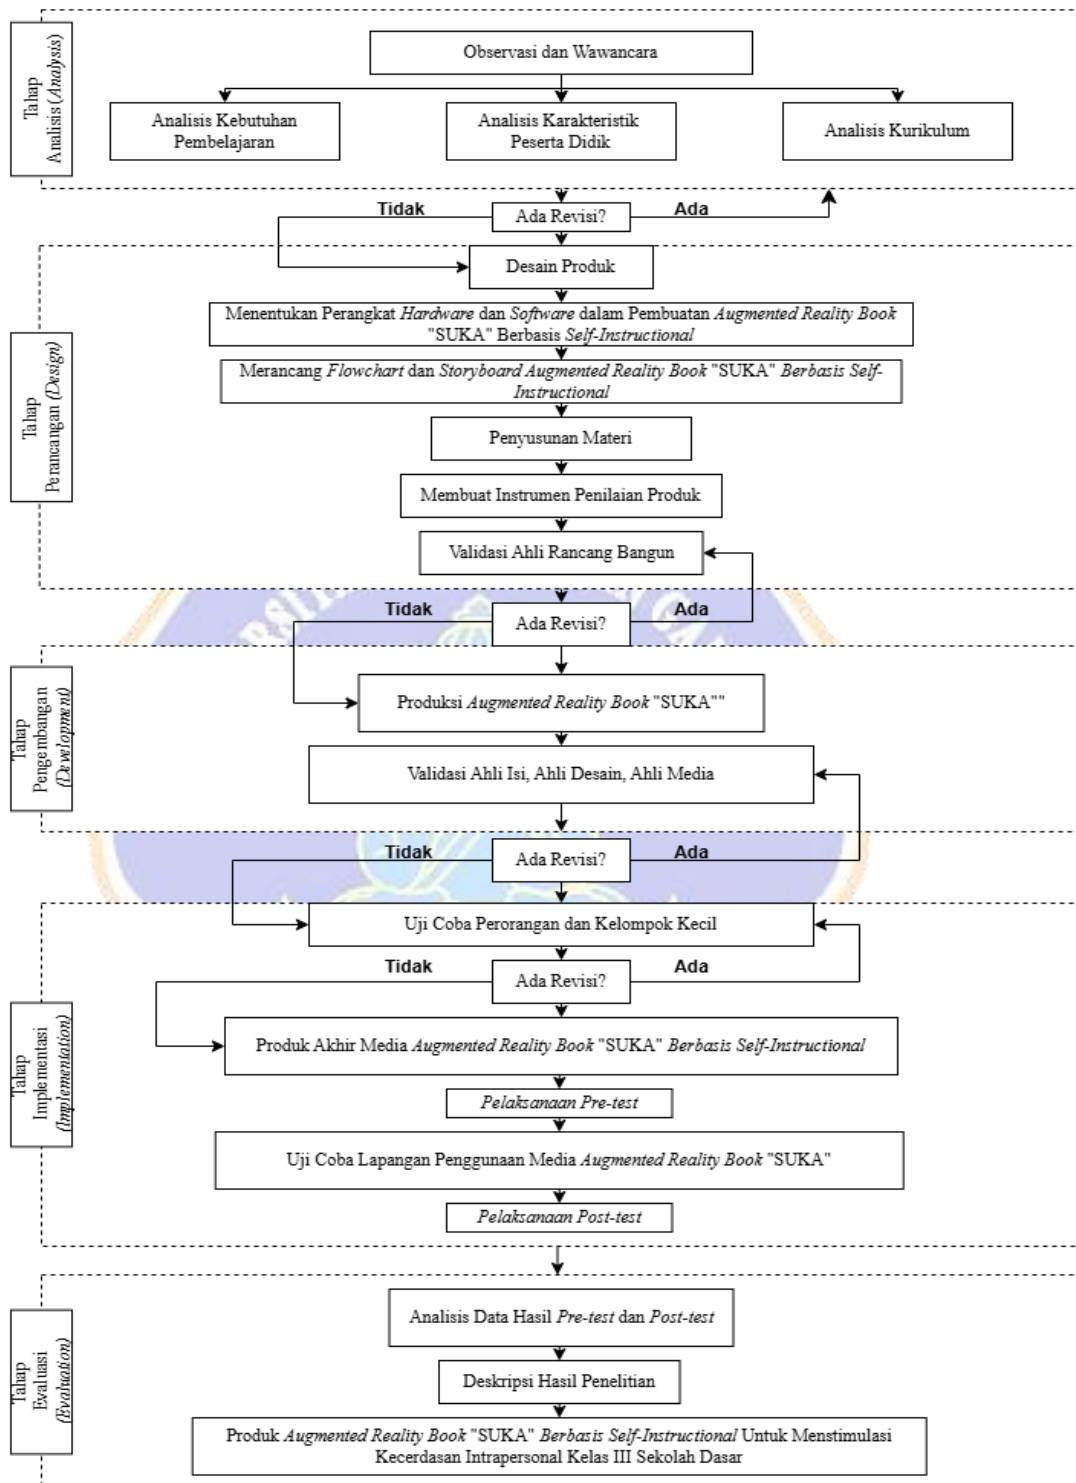 Tahap
Analisis (Analysis)
Observasi dan Wawancara
Analisis Kebutuhan
Pembelajaran
Analisis Karakteristik
Peserta Didik
Analisis Kurikulum
Tidak
Ada Revisi?
Ada
Tahap
Perancangan (Design)
Desain Produk
Menentukan Perangkat Hardware dan Software dalam Pembuatan Augmented Reality Book
"SUKA" Berbasis Self-Instructional
Merancang Flowchart dan Storyboard Augmented Reality Book "SUKA" Berbasis Self-
Instructional
Penyusunan Materi
Membuat Instrumen Penilaian Produk
Validasi Ahli Rancang Bangun
Tidak
Ada Revisi?
Ada
Tahap
Pengembangan
(Development)
Produksi Augmented Reality Book "SUKA""
Validasi Ahli Isi, Ahli Desain, Ahli Media
Tidak
Ada Revisi?
Ada
Tahap
Implementasi
(Implementation)
Uji Coba Perorangan dan Kelompok Kecil
Tidak
Ada Revisi?
Ada
Produk Akhir Media Augmented Reality Book "SUKA" Berbasis Self-Instructional
Pelaksanaan Pre-test
Uji Coba Lapangan Penggunaan Media Augmented Reality Book "SUKA"
Pelaksanaan Post-test
Tahap
Evaluasi
(Evaluation)
Analisis Data Hasil Pre-test dan Post-test
Deskripsi Hasil Penelitian
Produk Augmented Reality Book "SUKA" Berbasis Self-Instructional Untuk Menstimulasi
Kecerdasan Intrapersonal Kelas III Sekolah Dasar